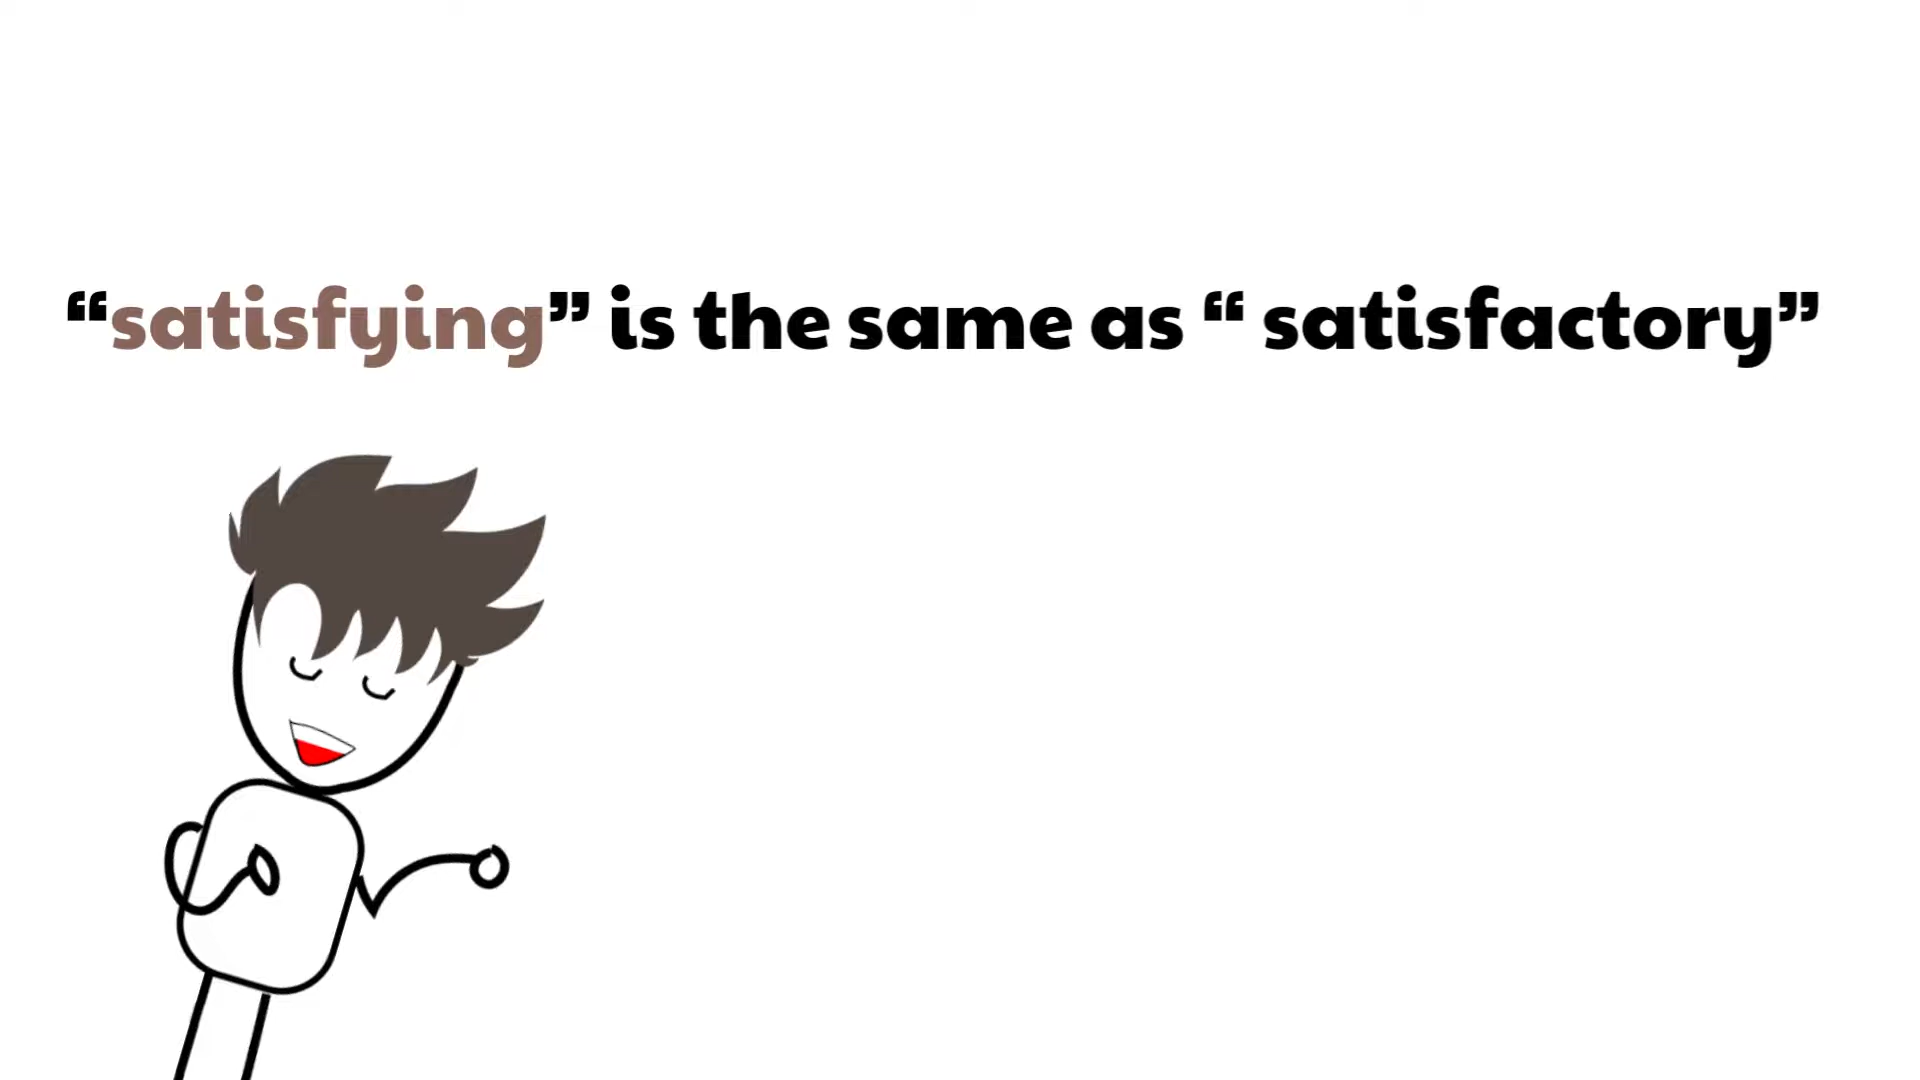 “satisfying” is the same as “ satisfactory”